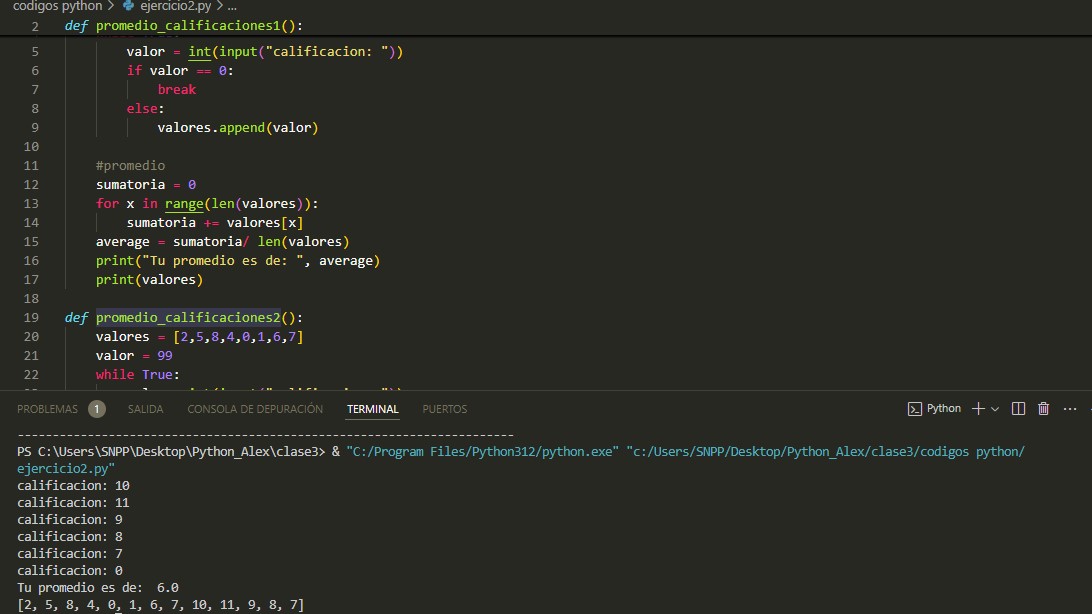 codigos python > ejercicio2.py > ...
2 def promedio_calificaciones1():
5 valor = int(input("calificacion: "))
6 if valor == 0:
7 break
8 else:
9 valores.append(valor)
10
11 #promedio
12 sumatoria = 0
13 for x in range(len(valores)):
14 sumatoria += valores[x]
15 average = sumatoria/ len(valores)
16 print("Tu promedio es de: ", average)
17 print(valores)
18
19 def promedio_calificaciones2():
20 valores = [2,5,8,4,0,1,6,7]
21 valor = 99
22 while True:
PROBLEMAS 1 SALIDA CONSOLA DE DEPURACIÓN TERMINAL PUERTOS Python
-----------------------------------------------------------------------
PS C:\Users\SNPP\Desktop\Python_Alex\clase3> & "C:/Program Files/Python312/python.exe" "c:/Users/SNPP/Desktop/Python_Alex/clase3/codigos python/
ejercicio2.py"
calificacion: 10
calificacion: 11
calificacion: 9
calificacion: 8
calificacion: 7
calificacion: 0
Tu promedio es de:  6.0
[2, 5, 8, 4, 0, 1, 6, 7, 10, 11, 9, 8, 7]